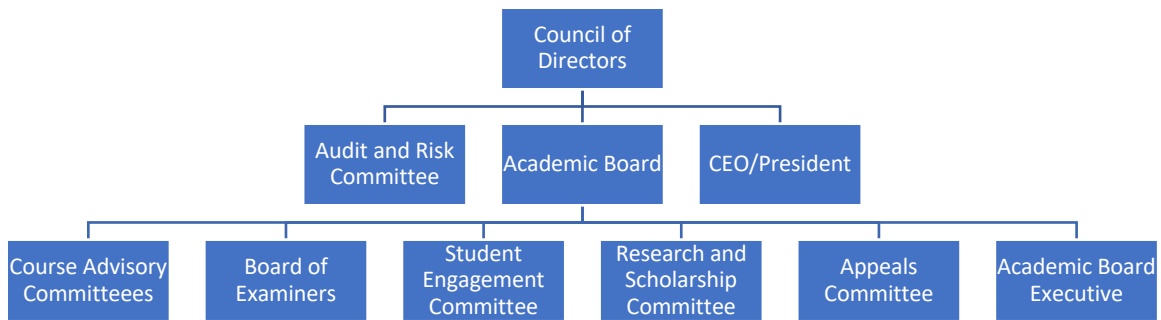 Council of
Directors
Audit and Risk
Committee
Academic Board
CEO/President
Course Advisory
Committeees
Board of
Examiners
Student
Engagement
Committee
Research and
Scholarship
Committee
Appeals
Committee
Academic Board
Executive